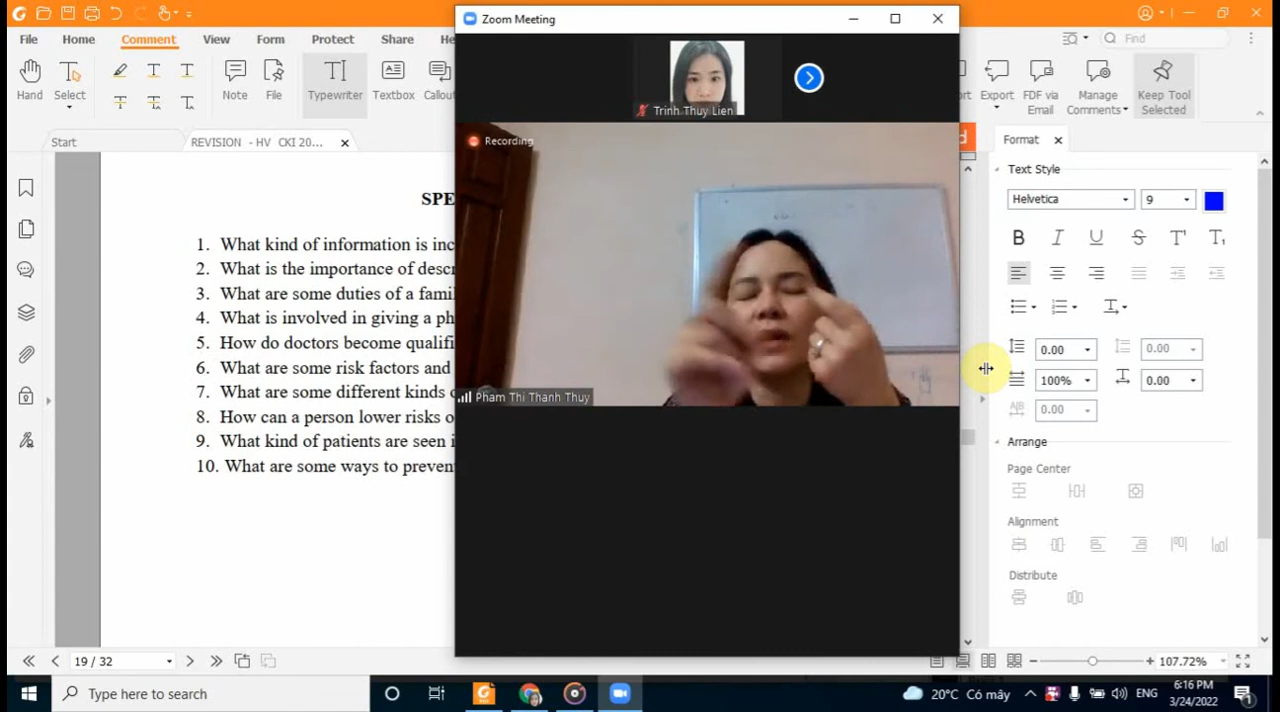 Zoom Meeting
File Home Comment View Form Protect Share He
Find
Hand Select Note File Typewriter Textbox Callou
ort Export FDF via Email Manage Comments Keep Tool Selected
Trinh Thuy Lien
Start REVISION - HV CKI 20... d Format
Recording
Text Style
SPE
Helvetica 9
1. What kind of information is inc
2. What is the importance of descr
3. What are some duties of a famil
4. What is involved in giving a ph
5. How do doctors become qualifi
6. What are some risk factors and
7. What are some different kinds
8. How can a person lower risks o
9. What kind of patients are seen i
10. What are some ways to preven
Pham Thi Thanh Thuy
0.00 0.00
100% 0.00
0.00
Arrange
Page Center
Alignment
Distribute
19 / 32
107.72%
Type here to search
20°C Có mây ENG
6:16 PM
3/24/2022
1